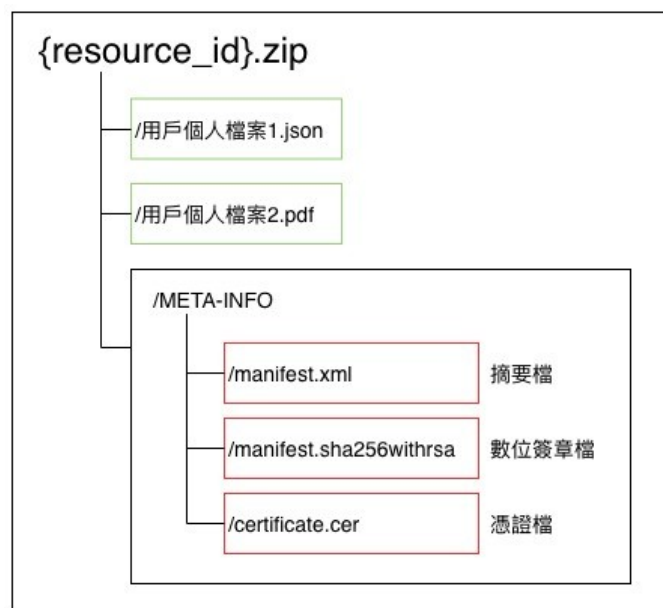 {resource_id}.zip
/用戶個人檔案1.json
/用戶個人檔案2.pdf
/META-INFO
/manifest.xml 摘要檔
/manifest.sha256withrsa 數位簽章檔
/certificate.cer 憑證檔